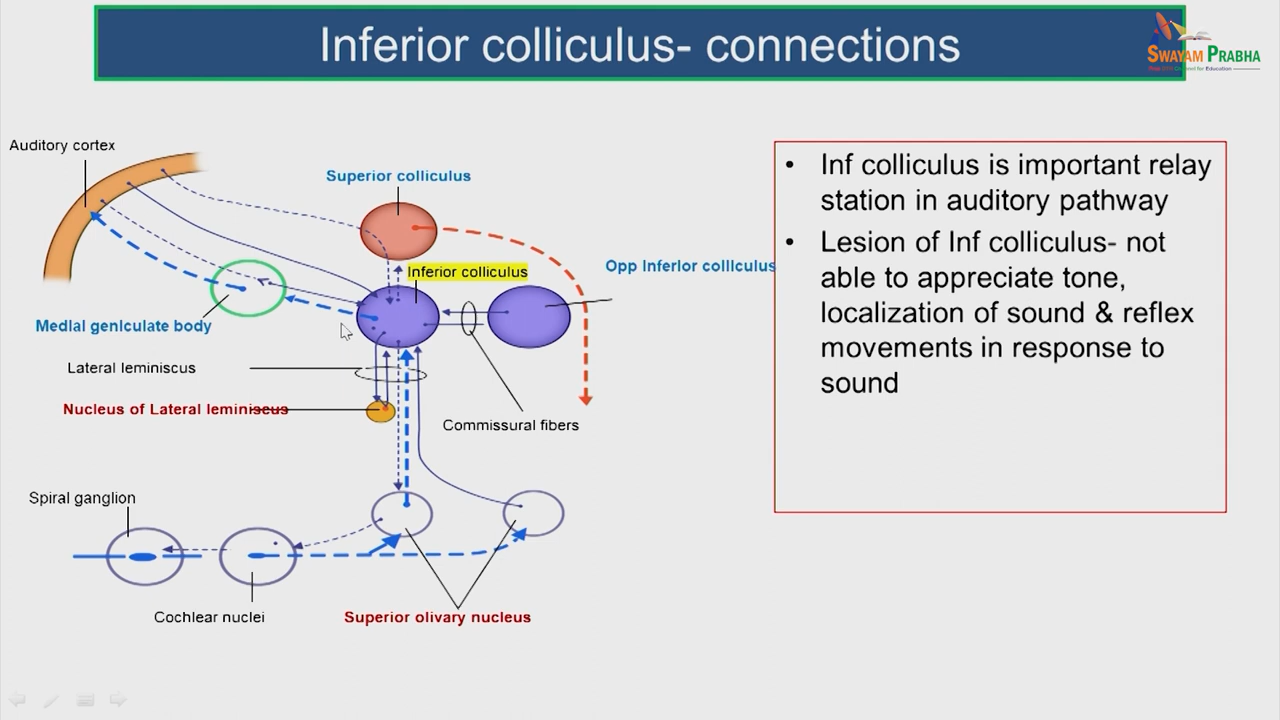 Inferior colliculus- connections
SWAYAM PRABHA
Auditory cortex
Superior colliculus
Inferior colliculus
Opp Inferior colliculus
Medial geniculate body
Lateral leminiscus
Nucleus of Lateral leminiscus
Commissural fibers
Spiral ganglion
Cochlear nuclei
Superior olivary nucleus
• Inf colliculus is important relay
station in auditory pathway
• Lesion of Inf colliculus- not
able to appreciate tone,
localization of sound & reflex
movements in response to
sound